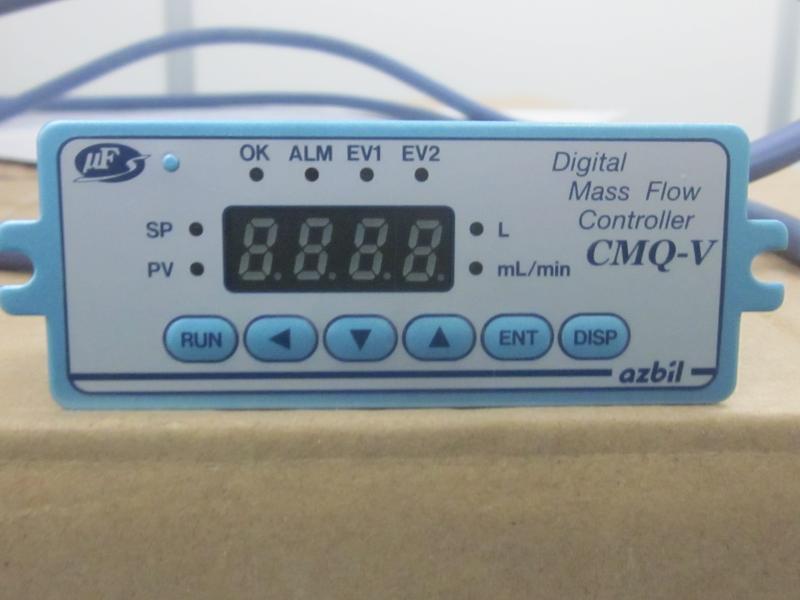 µFS
OK ALM EV1 EV2
Digital
Mass Flow
Controller
CMQ-V
SP
PV
8.8.8.8.
L
mL/min
RUN ◀ ▼ ▲ ENT DISP
azbil